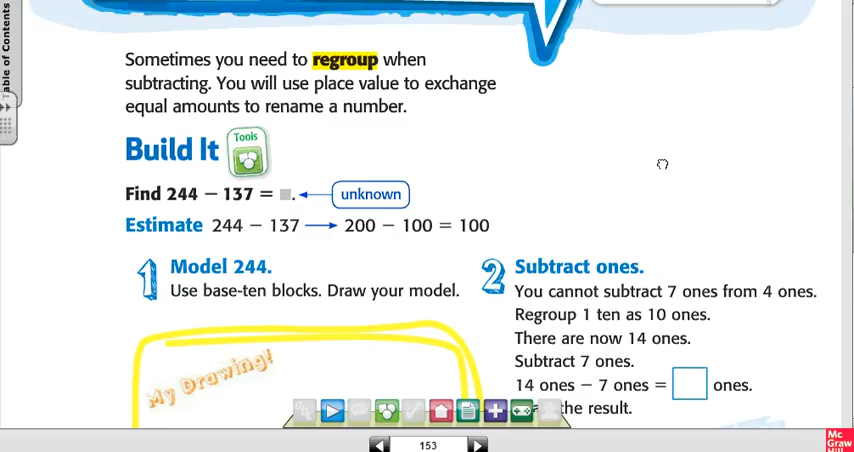 Table of Contents
Sometimes you need to regroup when
subtracting. You will use place value to exchange
equal amounts to rename a number.
Build It
Tools
Find 244 − 137 = ■. unknown
Estimate 244 − 137 → 200 − 100 = 100
1 Model 244.
Use base-ten blocks. Draw your model.
My Drawing!
2 Subtract ones.
You cannot subtract 7 ones from 4 ones.
Regroup 1 ten as 10 ones.
There are now 14 ones.
Subtract 7 ones.
14 ones − 7 ones = □ ones.
the result.
153
Mc
Graw
Hill